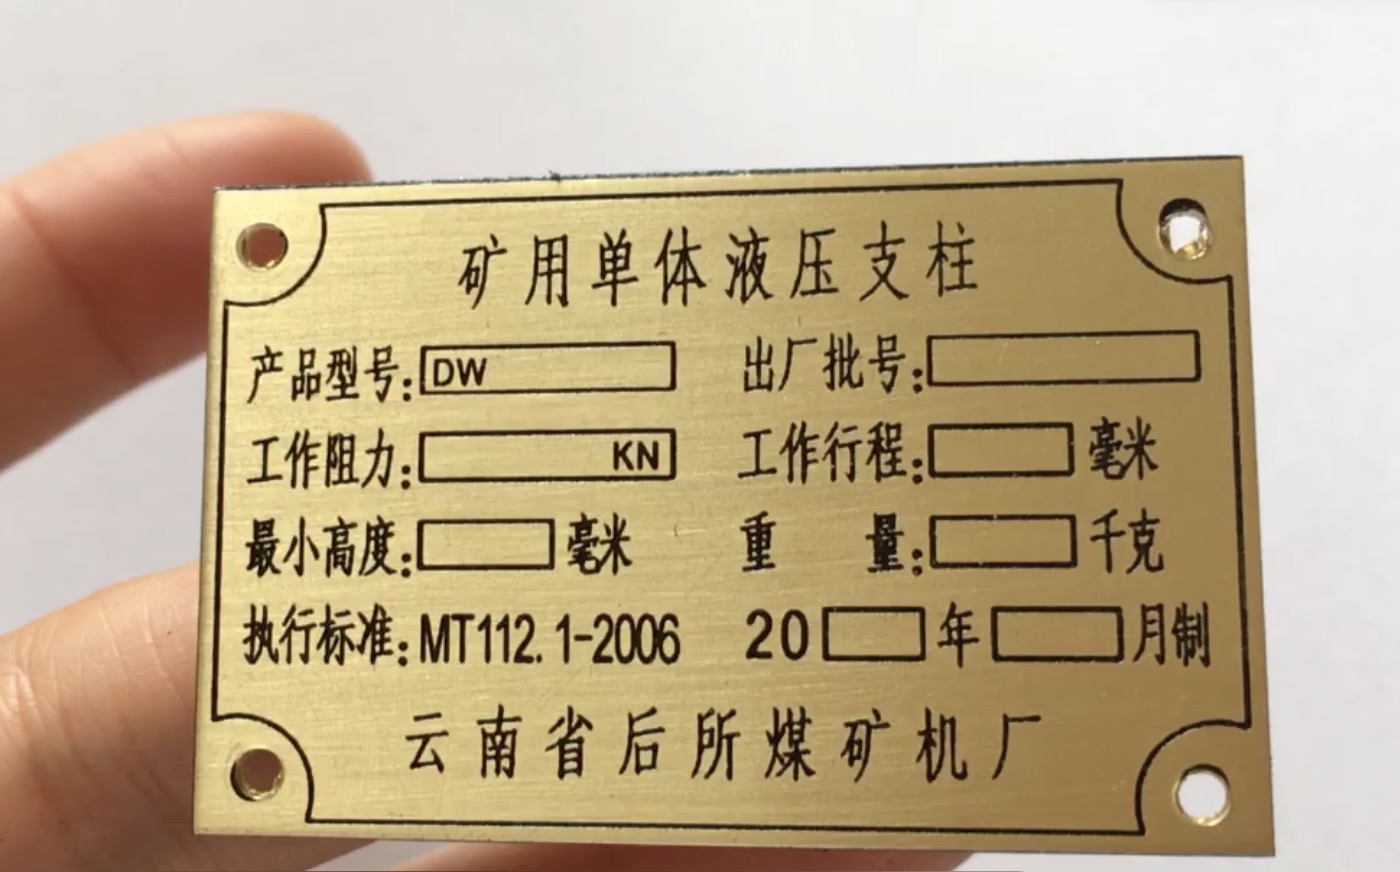 矿用单体液压支柱
产品型号: DW 出厂批号:
工作阻力: KN 工作行程: 毫米
最小高度: 毫米 重量: 千克
执行标准: MT112.1-2006 20 年 月制
云南省后所煤矿机厂